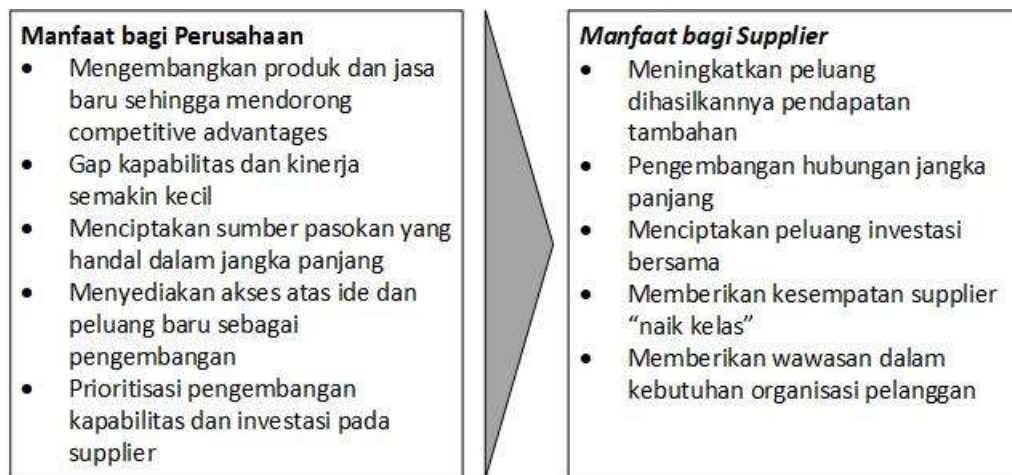 Manfaat bagi Perusahaan
• Mengembangkan produk dan jasa
baru sehingga mendorong
competitive advantages
• Gap kapabilitas dan kinerja
semakin kecil
• Menciptakan sumber pasokan yang
handal dalam jangka panjang
• Menyediakan akses atas ide dan
peluang baru sebagai
pengembangan
• Prioritisasi pengembangan
kapabilitas dan investasi pada
supplier
Manfaat bagi Supplier
• Meningkatkan peluang
dihasilkannya pendapatan
tambahan
• Pengembangan hubungan jangka
panjang
• Menciptakan peluang investasi
bersama
• Memberikan kesempatan supplier
“naik kelas”
• Memberikan wawasan dalam
kebutuhan organisasi pelanggan